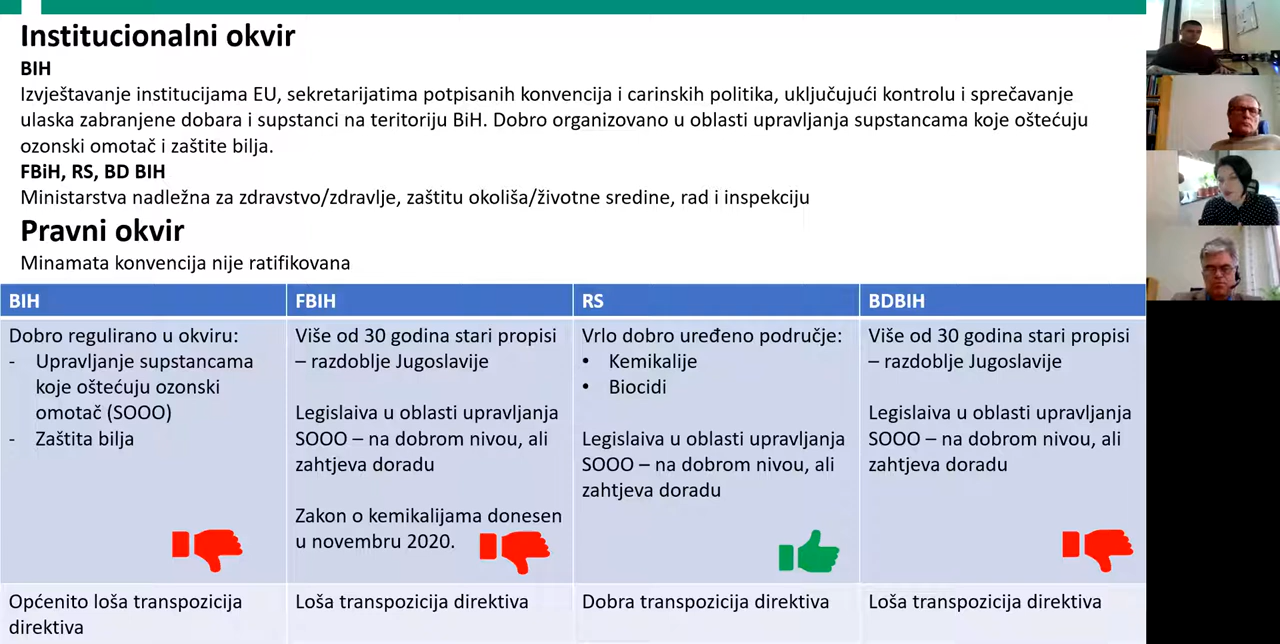 Institucionalni okvir
BIH
Izvještavanje institucijama EU, sekretarijatima potpisanih konvencija i carinskih politika, uključujući kontrolu i sprečavanje
ulaska zabranjene dobara i supstanci na teritoriju BiH. Dobro organizovano u oblasti upravljanja supstancama koje oštećuju
ozonski omotač i zaštite bilja.
FBiH, RS, BD BIH
Ministarstva nadležna za zdravstvo/zdravlje, zaštitu okoliša/životne sredine, rad i inspekciju
Pravni okvir
Minamata konvencija nije ratifikovana
BIH
Dobro regulirano u okviru:
- Upravljanje supstancama
koje oštećuju ozonski
omotač (SOOO)
- Zaštita bilja
Općenito loša transpozicija
direktiva
FBIH
Više od 30 godina stari propisi
– razdoblje Jugoslavije
Legislaiva u oblasti upravljanja
SOOO – na dobrom nivou, ali
zahtjeva doradu
Zakon o kemikalijama donesen
u novembru 2020.
Loša transpozicija direktiva
RS
Vrlo dobro uređeno područje:
• Kemikalije
• Biocidi
Legislaiva u oblasti upravljanja
SOOO – na dobrom nivou, ali
zahtjeva doradu
Dobra transpozicija direktiva
BDBIH
Više od 30 godina stari propisi
– razdoblje Jugoslavije
Legislaiva u oblasti upravljanja
SOOO – na dobrom nivou, ali
zahtjeva doradu
Loša transpozicija direktiva